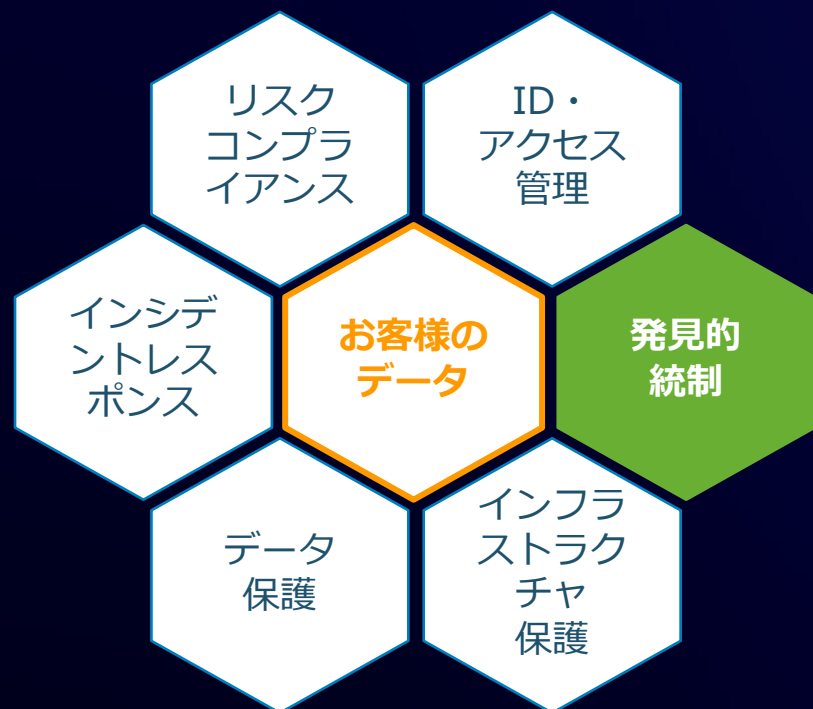 リスク
コンプラ
イアンス
ID・
アクセス
管理
インシデ
ントレス
ポンス
お客様の
データ
発見的
統制
データ
保護
インフラ
ストラク
チャ
保護